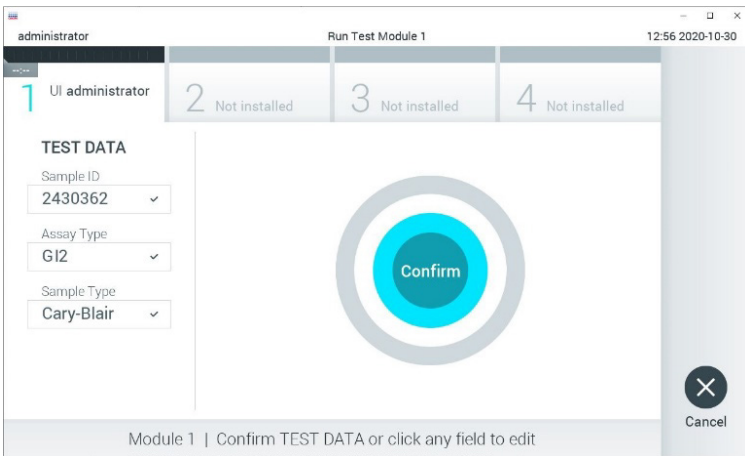 administrator Run Test Module 1 12:56 2020-10-30
--:--
1 UI administrator 2 Not installed 3 Not installed 4 Not installed
TEST DATA
Sample ID
2430362
Assay Type
GI2
Sample Type
Cary-Blair
Confirm
Cancel
Module 1 | Confirm TEST DATA or click any field to edit